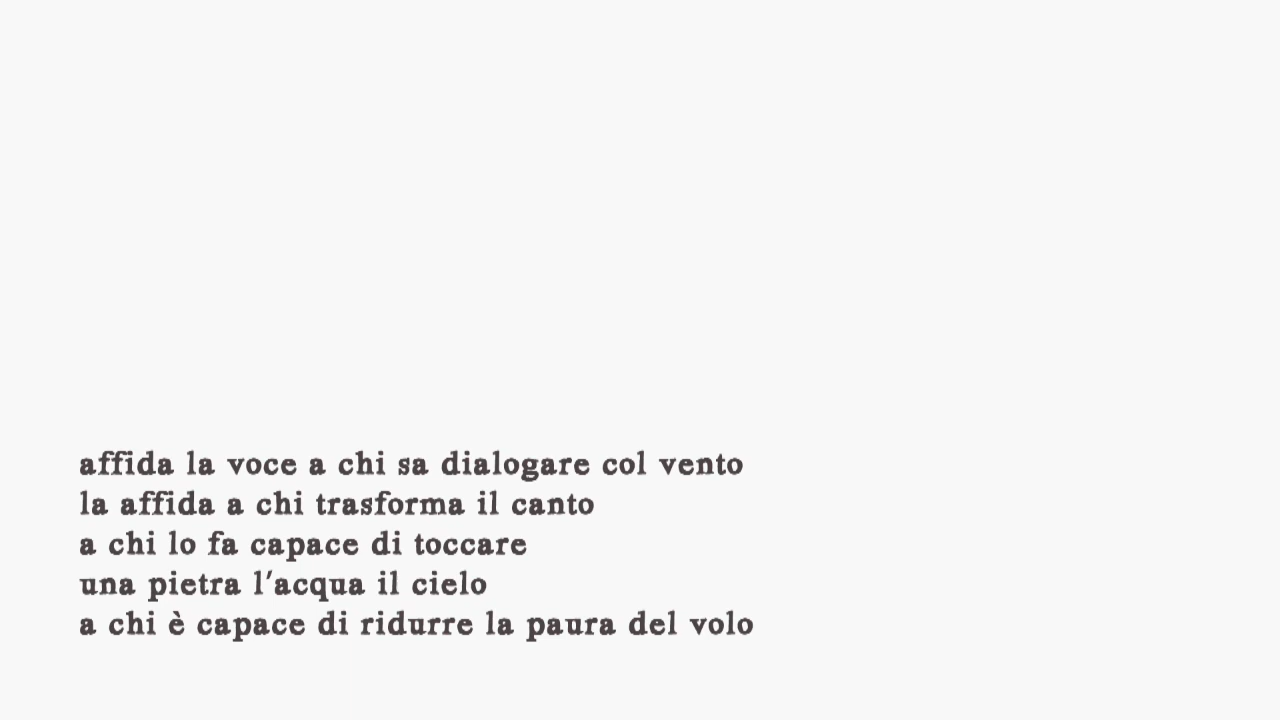 affida la voce a chi sa dialogare col vento
la affida a chi trasforma il canto
a chi lo fa capace di toccare
una pietra l'acqua il cielo
a chi è capace di ridurre la paura del volo